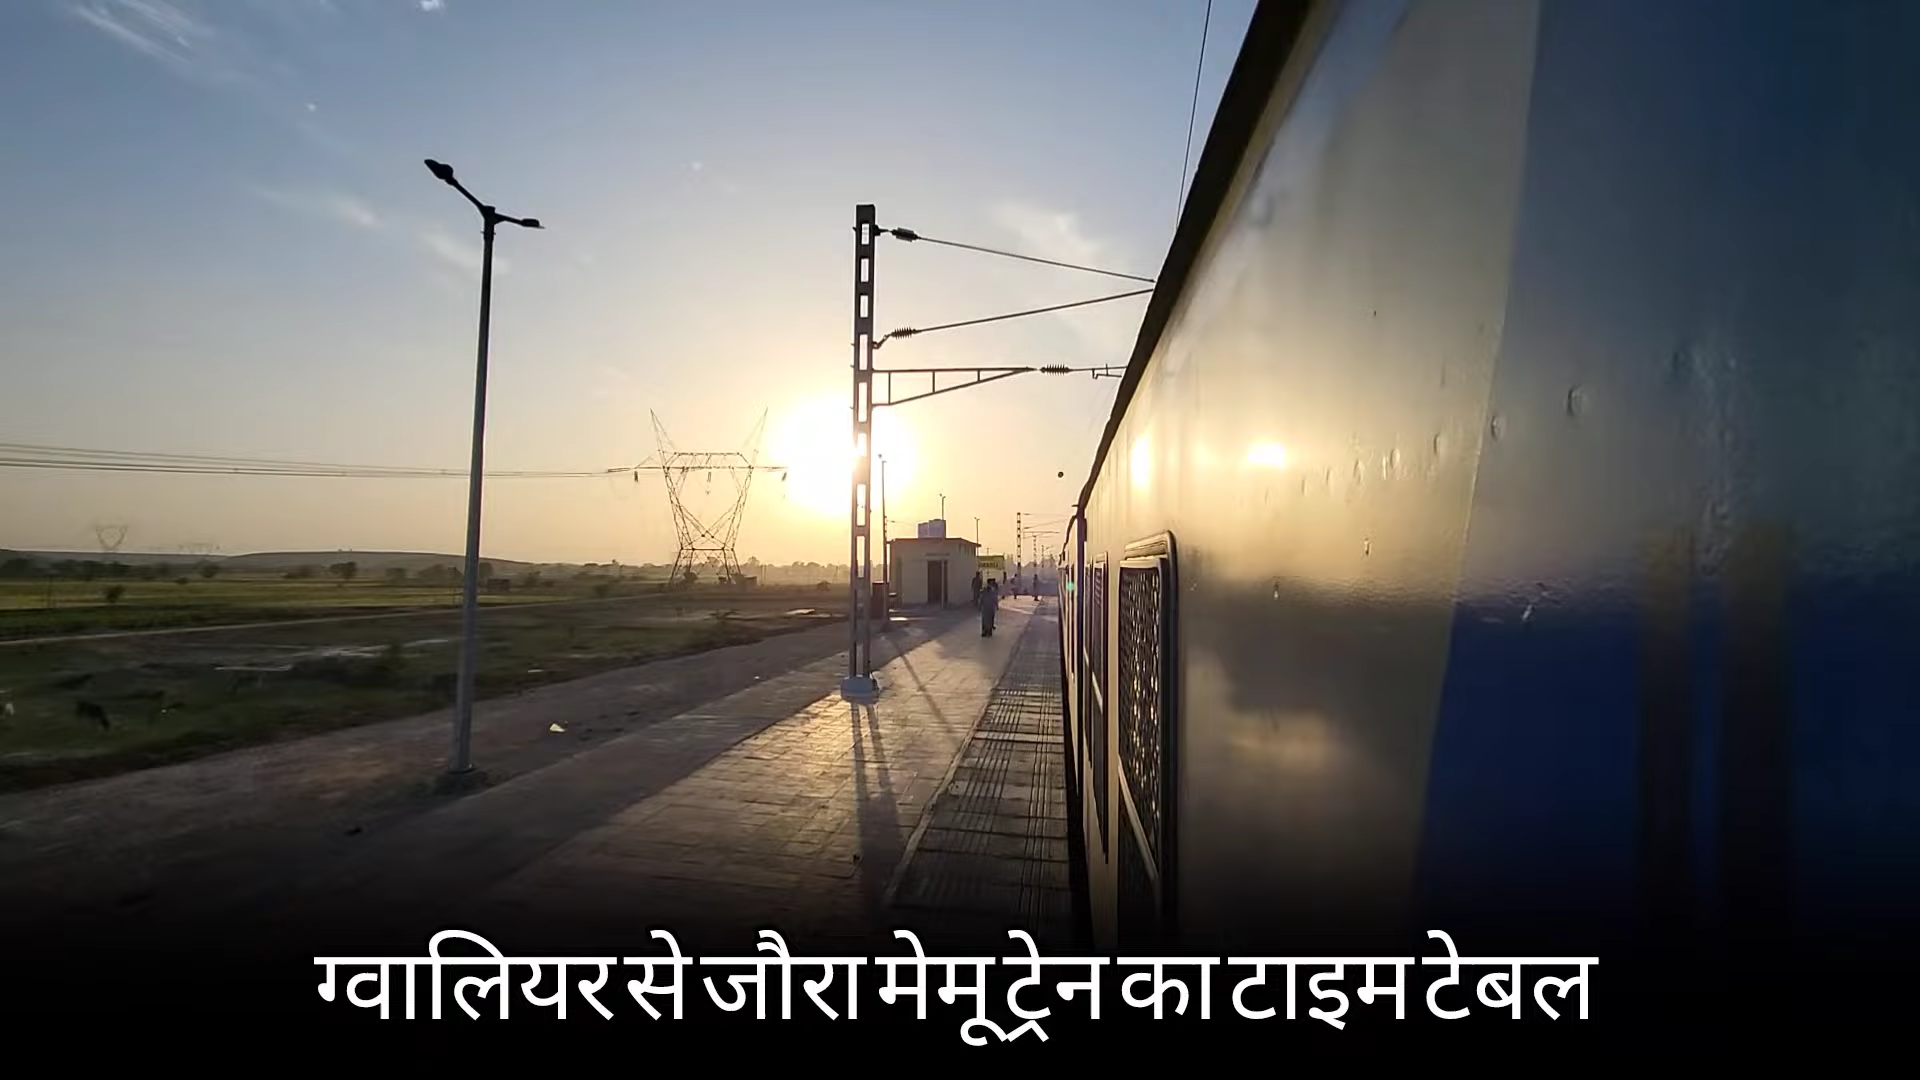 ग्वालियर से जौरा मेमू ट्रेन का टाइम टेबल